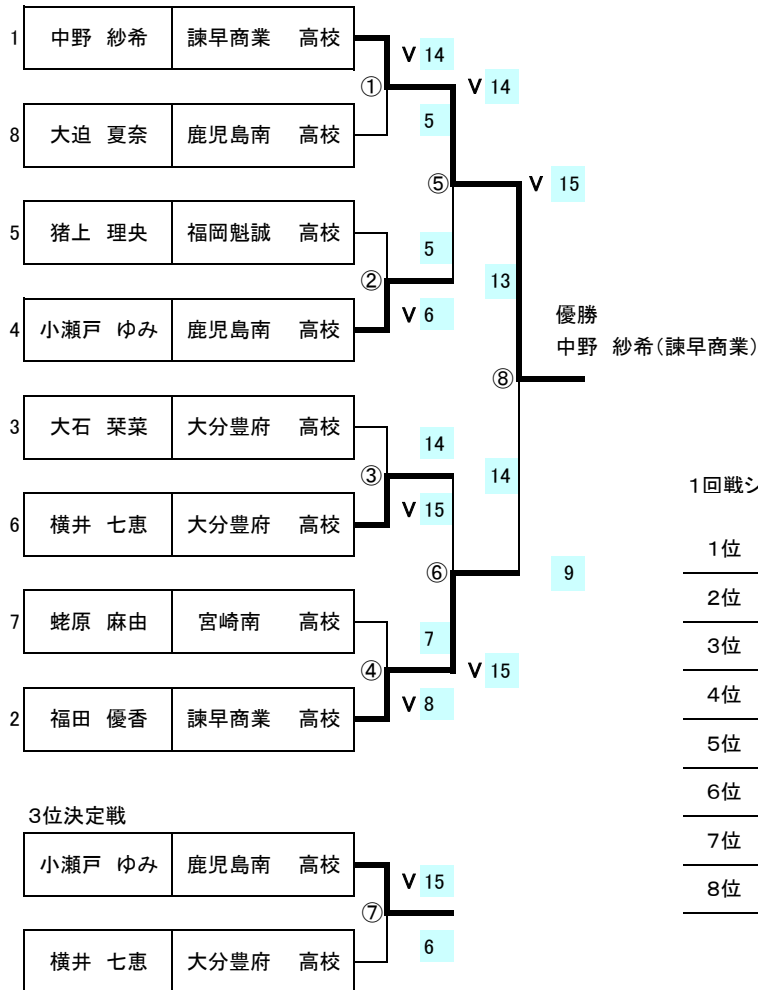 1 中野 紗希 諫早商業 高校
V 14
① V 14
5
8 大迫 夏奈 鹿児島南 高校
⑤ V 15
5 猪上 理央 福岡魁誠 高校
5
② 13
4 小瀬戸 ゆみ 鹿児島南 高校
V 6
優勝
中野 紗希(諫早商業)
⑧
3 大石 栞菜 大分豊府 高校
14
③ 14
1回戦シ
V 15
6 横井 七恵 大分豊府 高校
1位
⑥ 9
2位
7 蛯原 麻由 宮崎南 高校
7
3位
④ V 15
4位
V 8
2 福田 優香 諫早商業 高校
5位
6位
3位決定戦
7位
小瀬戸 ゆみ 鹿児島南 高校
V 15
8位
⑦
6
横井 七恵 大分豊府 高校